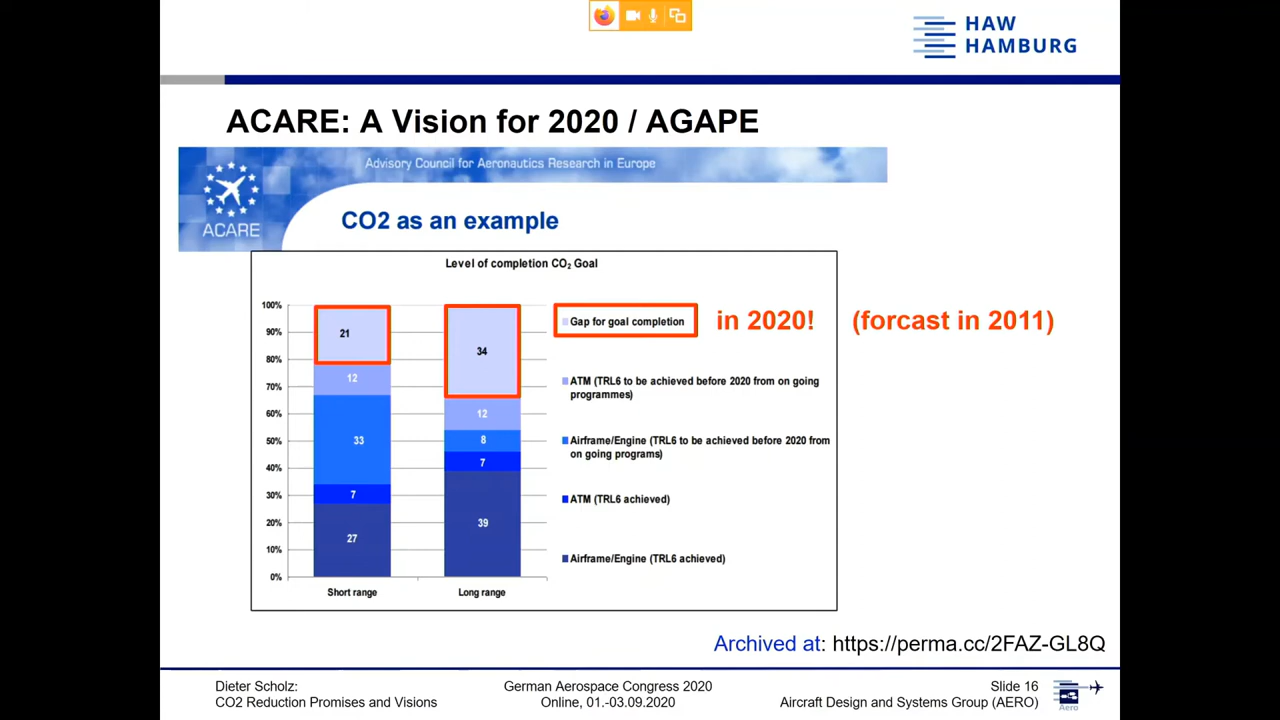 HAW
HAMBURG
ACARE: A Vision for 2020 / AGAPE
Advisory Council for Aeronautics Research in Europe
ACARE
CO2 as an example
Level of completion CO₂ Goal
100%
90%
80%
70%
60%
50%
40%
30%
20%
10%
0%
21
12
33
7
27
34
12
8
7
39
Short range
Long range
Gap for goal completion
in 2020! (forcast in 2011)
ATM (TRL6 to be achieved before 2020 from on going
programmes)
Airframe/Engine (TRL6 to be achieved before 2020 from
on going programs)
ATM (TRL6 achieved)
Airframe/Engine (TRL6 achieved)
Archived at: https://perma.cc/2FAZ-GL8Q
Dieter Scholz:
CO2 Reduction Promises and Visions
German Aerospace Congress 2020
Online, 01.-03.09.2020
Slide 16
Aircraft Design and Systems Group (AERO)
Aero